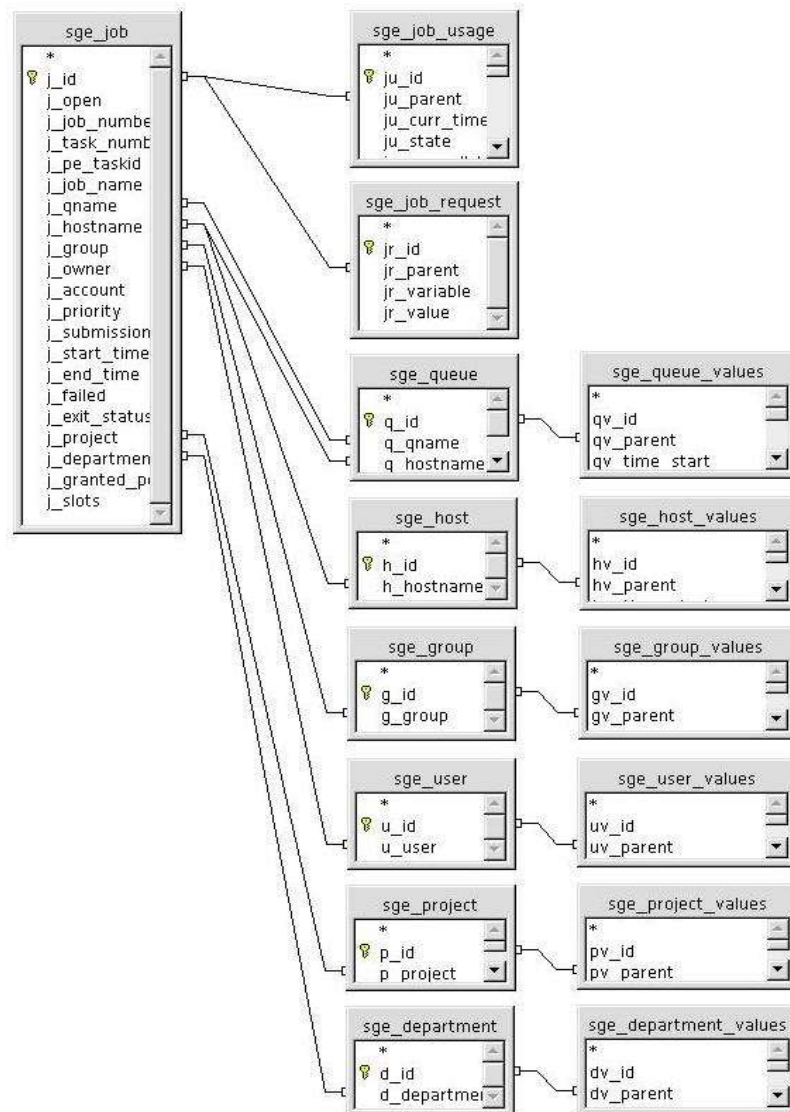 sge_job
*
j_id
j_open
j_job_numbe
j_task_numb
j_pe_taskid
j_job_name
j_qname
j_hostname
j_group
j_owner
j_account
j_priority
j_submission
j_start_time
j_end_time
j_failed
j_exit_status
j_project
j_departmen
j_granted_pe
j_slots
sge_job_usage
*
ju_id
ju_parent
ju_curr_time
ju_state
sge_job_request
*
jr_id
jr_parent
jr_variable
jr_value
sge_queue
*
q_id
q_qname
q_hostname
sge_queue_values
*
qv_id
qv_parent
qv_time_start
sge_host
*
h_id
h_hostname
sge_host_values
*
hv_id
hv_parent
sge_group
*
g_id
g_group
sge_group_values
*
gv_id
gv_parent
sge_user
*
u_id
u_user
sge_user_values
*
uv_id
uv_parent
sge_project
*
p_id
p_project
sge_project_values
*
pv_id
pv_parent
sge_department
*
d_id
d_departmen
sge_department_values
*
dv_id
dv_parent